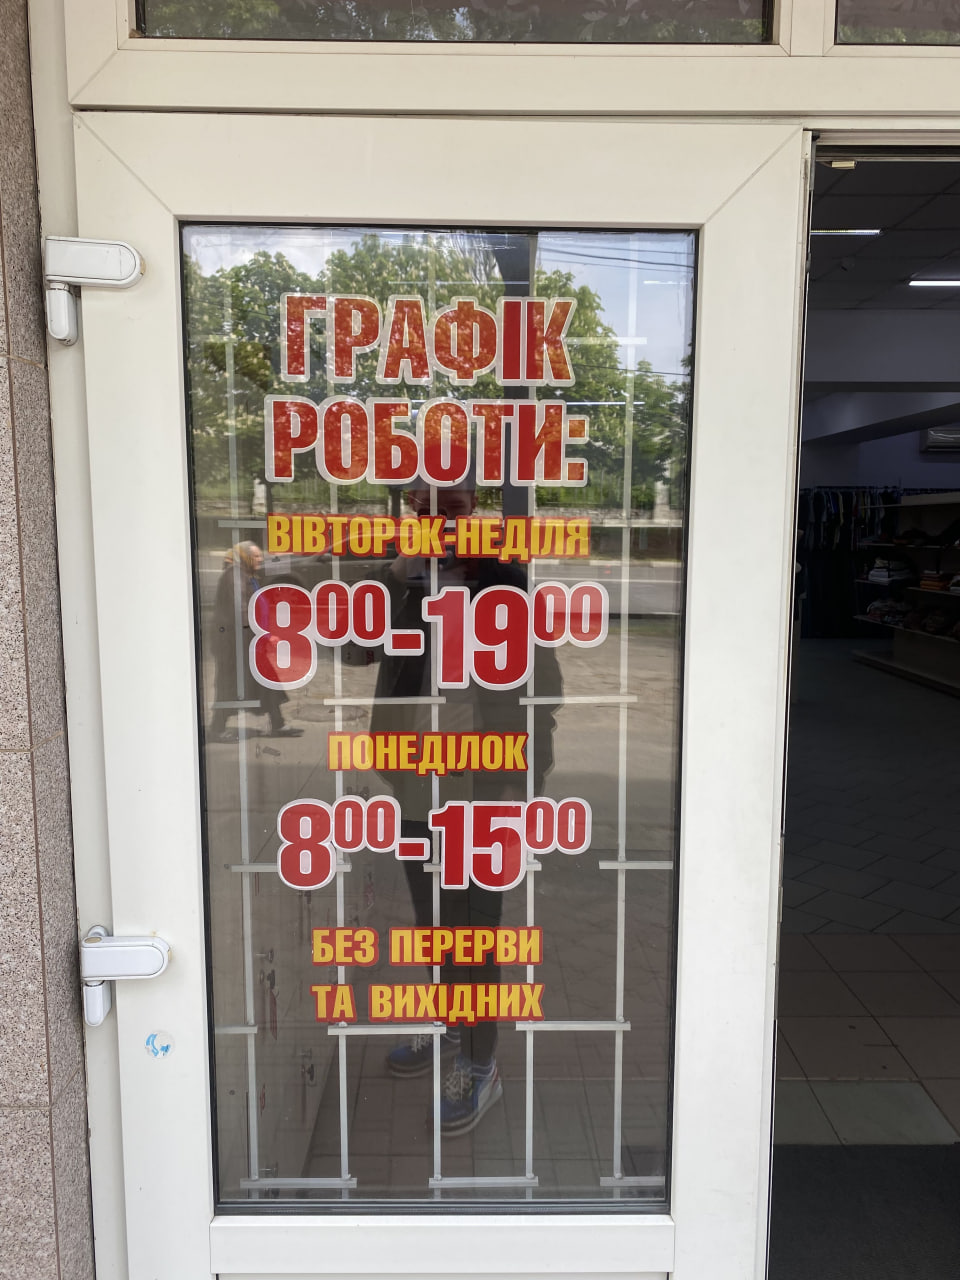 ГРАФІК
РОБОТИ:
ВІВТОРОК-НЕДІЛЯ
8⁰⁰-19⁰⁰
ПОНЕДІЛОК
8⁰⁰-15⁰⁰
БЕЗ ПЕРЕРВИ
ТА ВИХІДНИХ